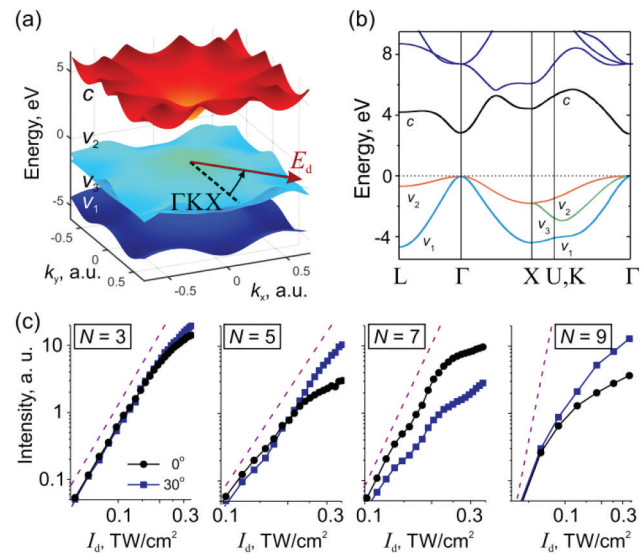 (a)
5
0
-5
Energy, eV
c
v2
v3
v1
Ed
ΓKX
-0.5
0
0.5
ky, a.u.
-0.5
0
0.5
kx, a.u.
(b)
8
4
0
-4
Energy, eV
c
c
v2
v1
v3
v2
v1
L Γ X U,K Γ
(c)
N = 3 N = 5 N = 7 N = 9
10
1
0.1
Intensity, a. u.
0°
30°
0.1 0.3 0.1 0.3 0.1 0.3 0.1 0.3
Id, TW/cm² Id, TW/cm² Id, TW/cm² Id, TW/cm²